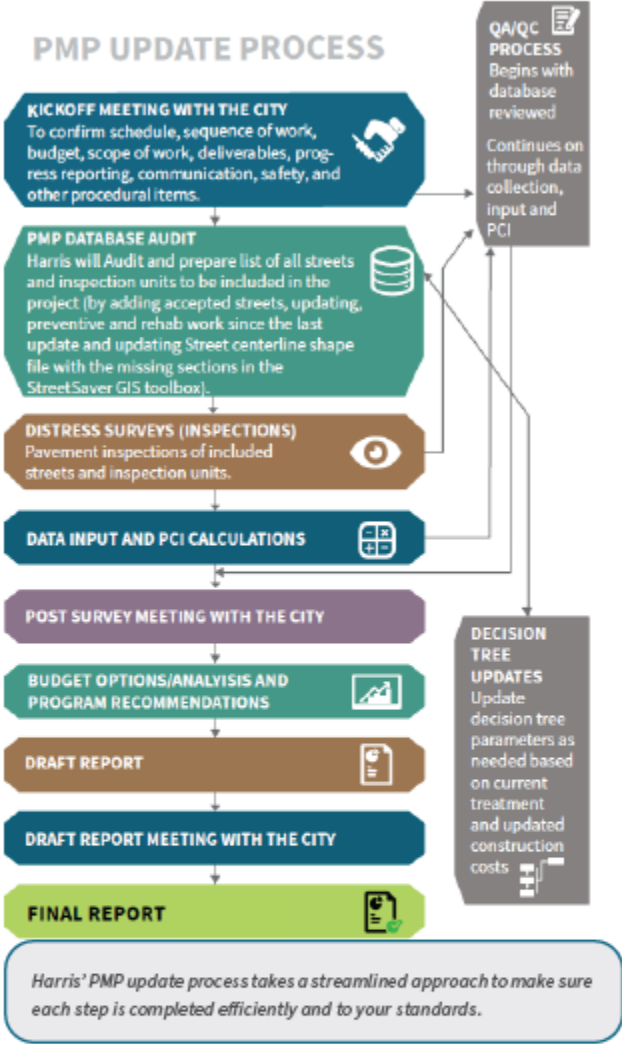 PMP UPDATE PROCESS
QA/QC
PROCESS
Begins with
database
reviewed
Continues on
through data
collection,
input and
PCI
KICKOFF MEETING WITH THE CITY
To confirm schedule, sequence of work,
budget, scope of work, deliverables, prog-
ress reporting, communication, safety, and
other procedural items.
PMP DATABASE AUDIT
Harris will Audit and prepare list of all streets
and inspection units to be included in the
project (by adding accepted streets, updating,
preventive and rehab work since the last
update and updating Street centerline shape
file with the missing sections in the
StreetSaver GIS toolbox).
DISTRESS SURVEYS (INSPECTIONS)
Pavement inspections of included
streets and inspection units.
DATA INPUT AND PCI CALCULATIONS
POST SURVEY MEETING WITH THE CITY
BUDGET OPTIONS/ANALYISIS AND
PROGRAM RECOMMENDATIONS
DRAFT REPORT
DRAFT REPORT MEETING WITH THE CITY
FINAL REPORT
DECISION
TREE
UPDATES
Update
decision tree
parameters as
needed based
on current
treatment
and updated
construction
costs
Harris' PMP update process takes a streamlined approach to make sure
each step is completed efficiently and to your standards.